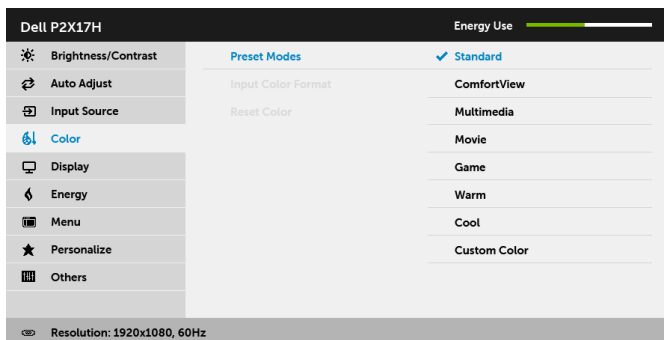 Dell P2X17H Energy Use
Brightness/Contrast Preset Modes Standard
Auto Adjust Input Color Format ComfortView
Input Source Reset Color Multimedia
Color Movie
Display Game
Energy Warm
Menu Cool
Personalize Custom Color
Others
Resolution: 1920x1080, 60Hz